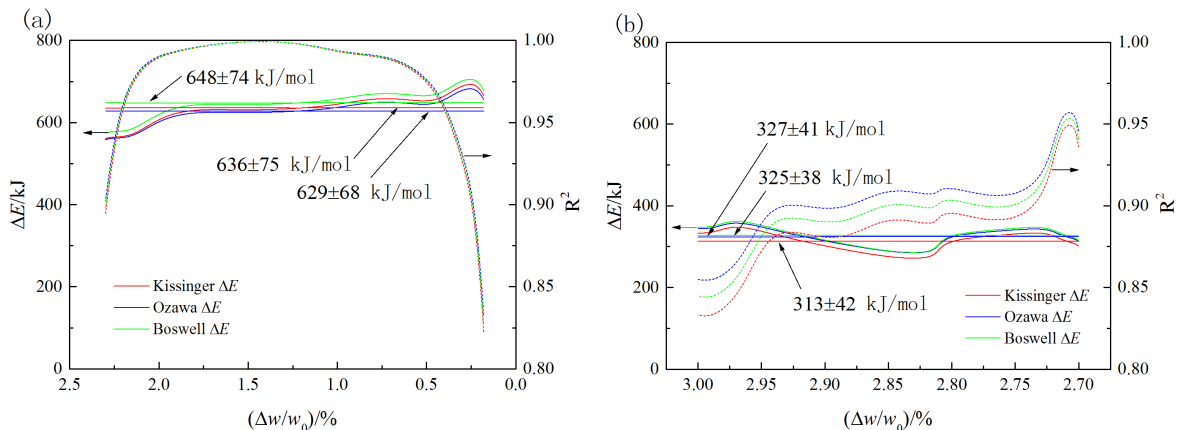 (a)
800
600
400
200
0
ΔE/kJ
648±74 kJ/mol
636±75 kJ/mol
629±68 kJ/mol
Kissinger ΔE
Ozawa ΔE
Boswell ΔE
1.00
0.95
0.90
0.85
0.80
R²
2.5 2.0 1.5 1.0 0.5 0.0
(Δw/w₀)/%
(b)
800
700
600
500
400
300
200
100
0
ΔE/kJ
327±41 kJ/mol
325±38 kJ/mol
313±42 kJ/mol
Kissinger ΔE
Ozawa ΔE
Boswell ΔE
1.00
0.95
0.90
0.85
0.80
R²
3.00 2.95 2.90 2.85 2.80 2.75 2.70
(Δw/w₀)/%